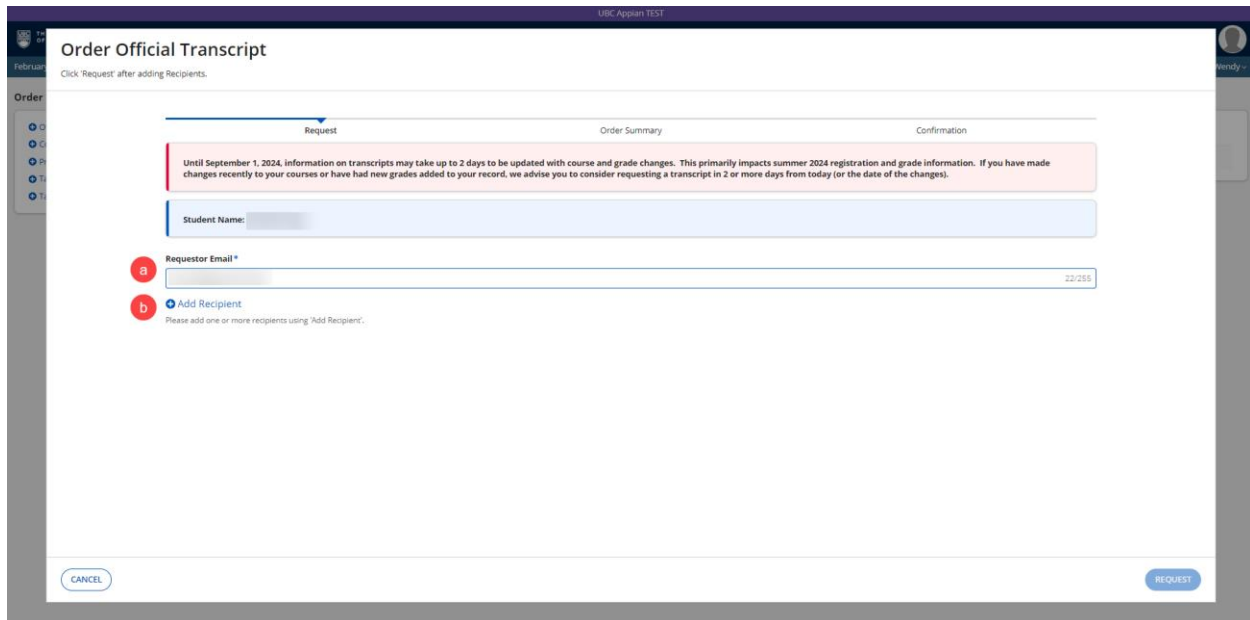 UBC Appian TEST
TH
OF
Februar
Wendy
Order
Order Official Transcript
Click 'Request' after adding Recipients.
Request
Order Summary
Confirmation
Until September 1, 2024, information on transcripts may take up to 2 days to be updated with course and grade changes. This primarily impacts summer 2024 registration and grade information. If you have made
changes recently to your courses or have had new grades added to your record, we advise you to consider requesting a transcript in 2 or more days from today (or the date of the changes).
Student Name:
Requestor Email *
a
22/255
b
Add Recipient
Please add one or more recipients using 'Add Recipient'.
CANCEL
REQUEST